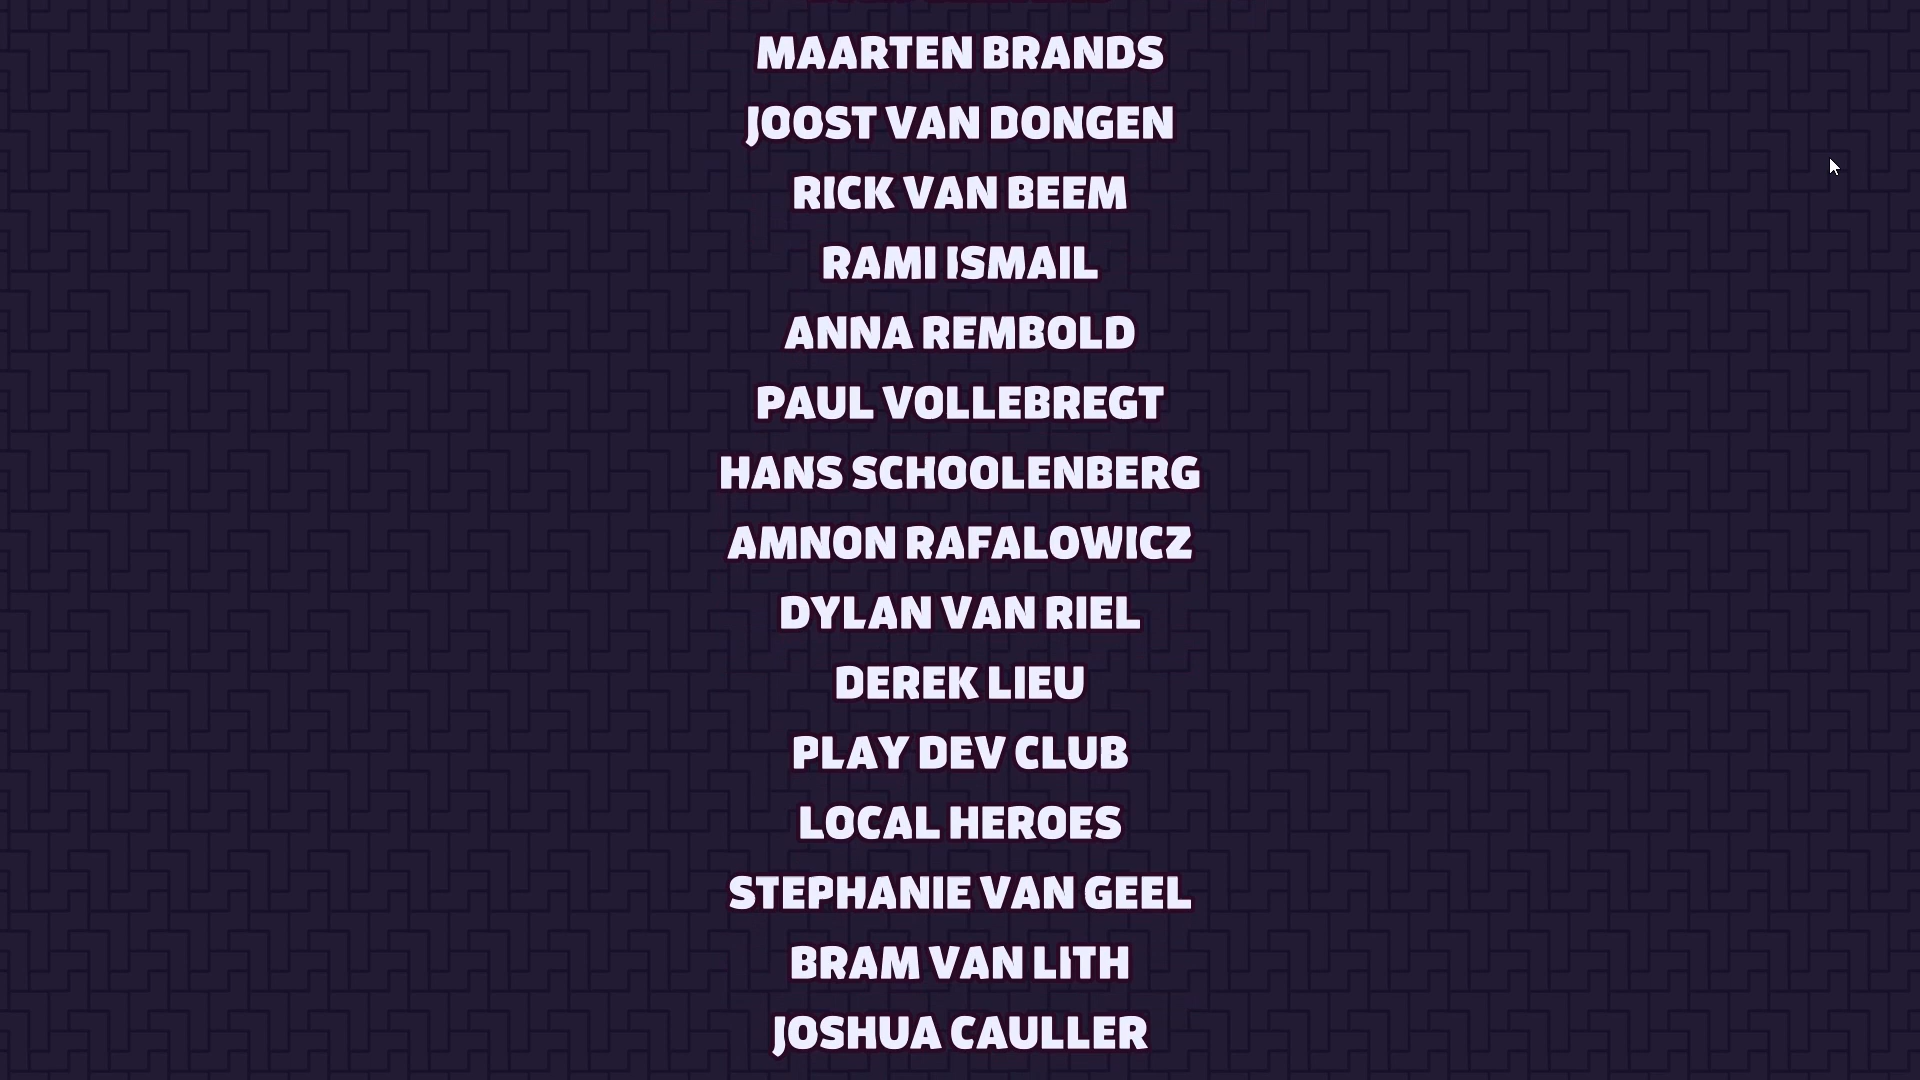 MAARTEN BRANDS
JOOST VAN DONGEN
RICK VAN BEEM
RAMI ISMAIL
ANNA REMBOLD
PAUL VOLLEBREGT
HANS SCHOOLENBERG
AMNON RAFALOWICZ
DYLAN VAN RIEL
DEREK LIEU
PLAY DEV CLUB
LOCAL HEROES
STEPHANIE VAN GEEL
BRAM VAN LITH
JOSHUA CAULLER